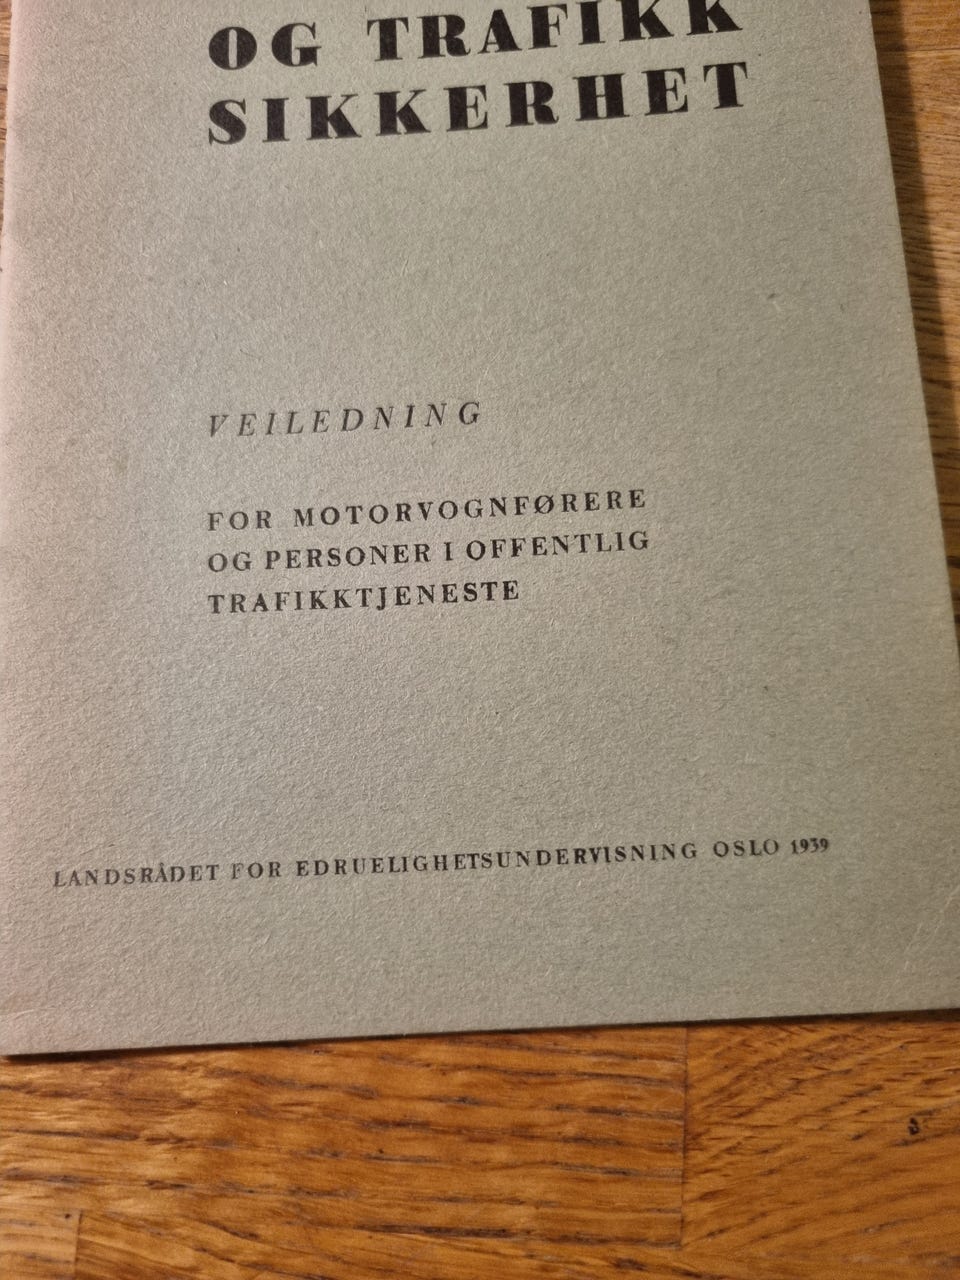 OG TRAFIKK
SIKKERHET
VEILEDNING
FOR MOTORVOGNFØRERE
OG PERSONER I OFFENTLIG
TRAFIKKTJENESTE
LANDSRÅDET FOR EDRUELIGHETSUNDERVISNING OSLO 1939